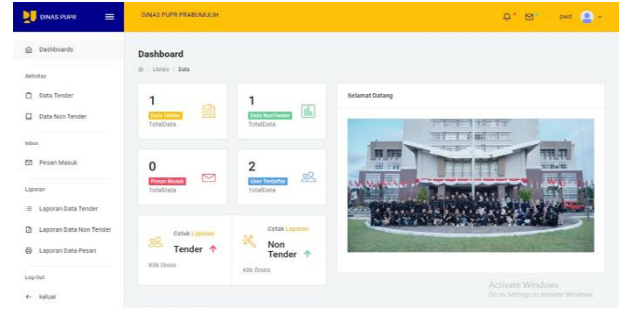 DINAS PUPR
DINAS PUPR PRABUMULIH
pwd
Dashboards
Aktivitas
Data Tender
Data Non Tender
Inbox
Pesan Masuk
Laporan
Laporan Data Tender
Laporan Data Non Tender
Laporan Data Pesan
Log-Out
keluar
Dashboard
/ Library / Data
1
Data Tender
TotalData
1
Data NonTender
TotalData
0
Pesan Masuk
TotalData
2
User Terdaftar
TotalData
Cetak Laporan
Tender
Klik Disini
Cetak Laporan
Non
Tender
Klik Disini
Selamat Datang
Activate Windows
Go to Settings to activate Windows.